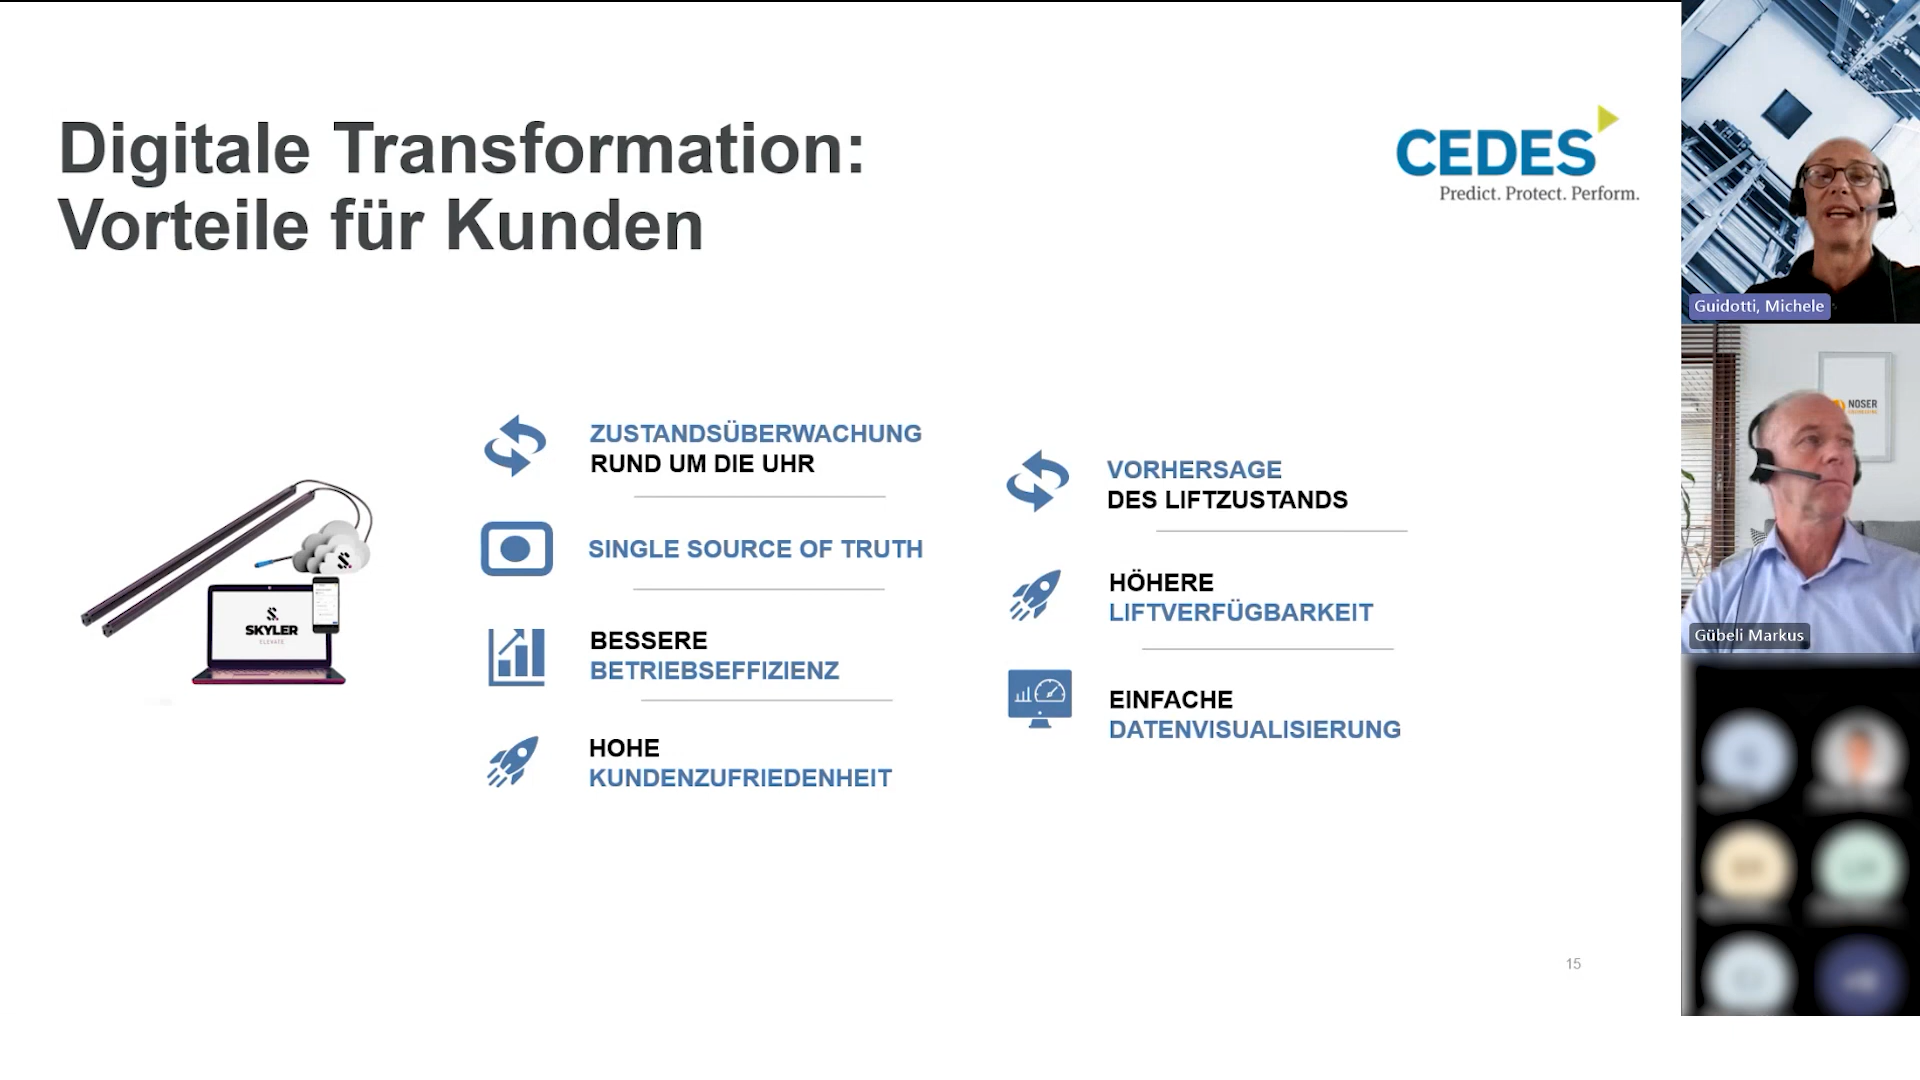 Digitale Transformation:
Vorteile für Kunden
CEDES
Predict. Protect. Perform.
ZUSTANDSÜBERWACHUNG
RUND UM DIE UHR
SINGLE SOURCE OF TRUTH
BESSERE
BETRIEBSEFFIZIENZ
HOHE
KUNDENZUFRIEDENHEIT
VORHERSAGE
DES LIFTZUSTANDS
HÖHERE
LIFTVERFÜGBARKEIT
EINFACHE
DATENVISUALISIERUNG
S.
SKYLER
ELEVATE
15
Guidotti, Michele
NOSER
Gübeli Markus